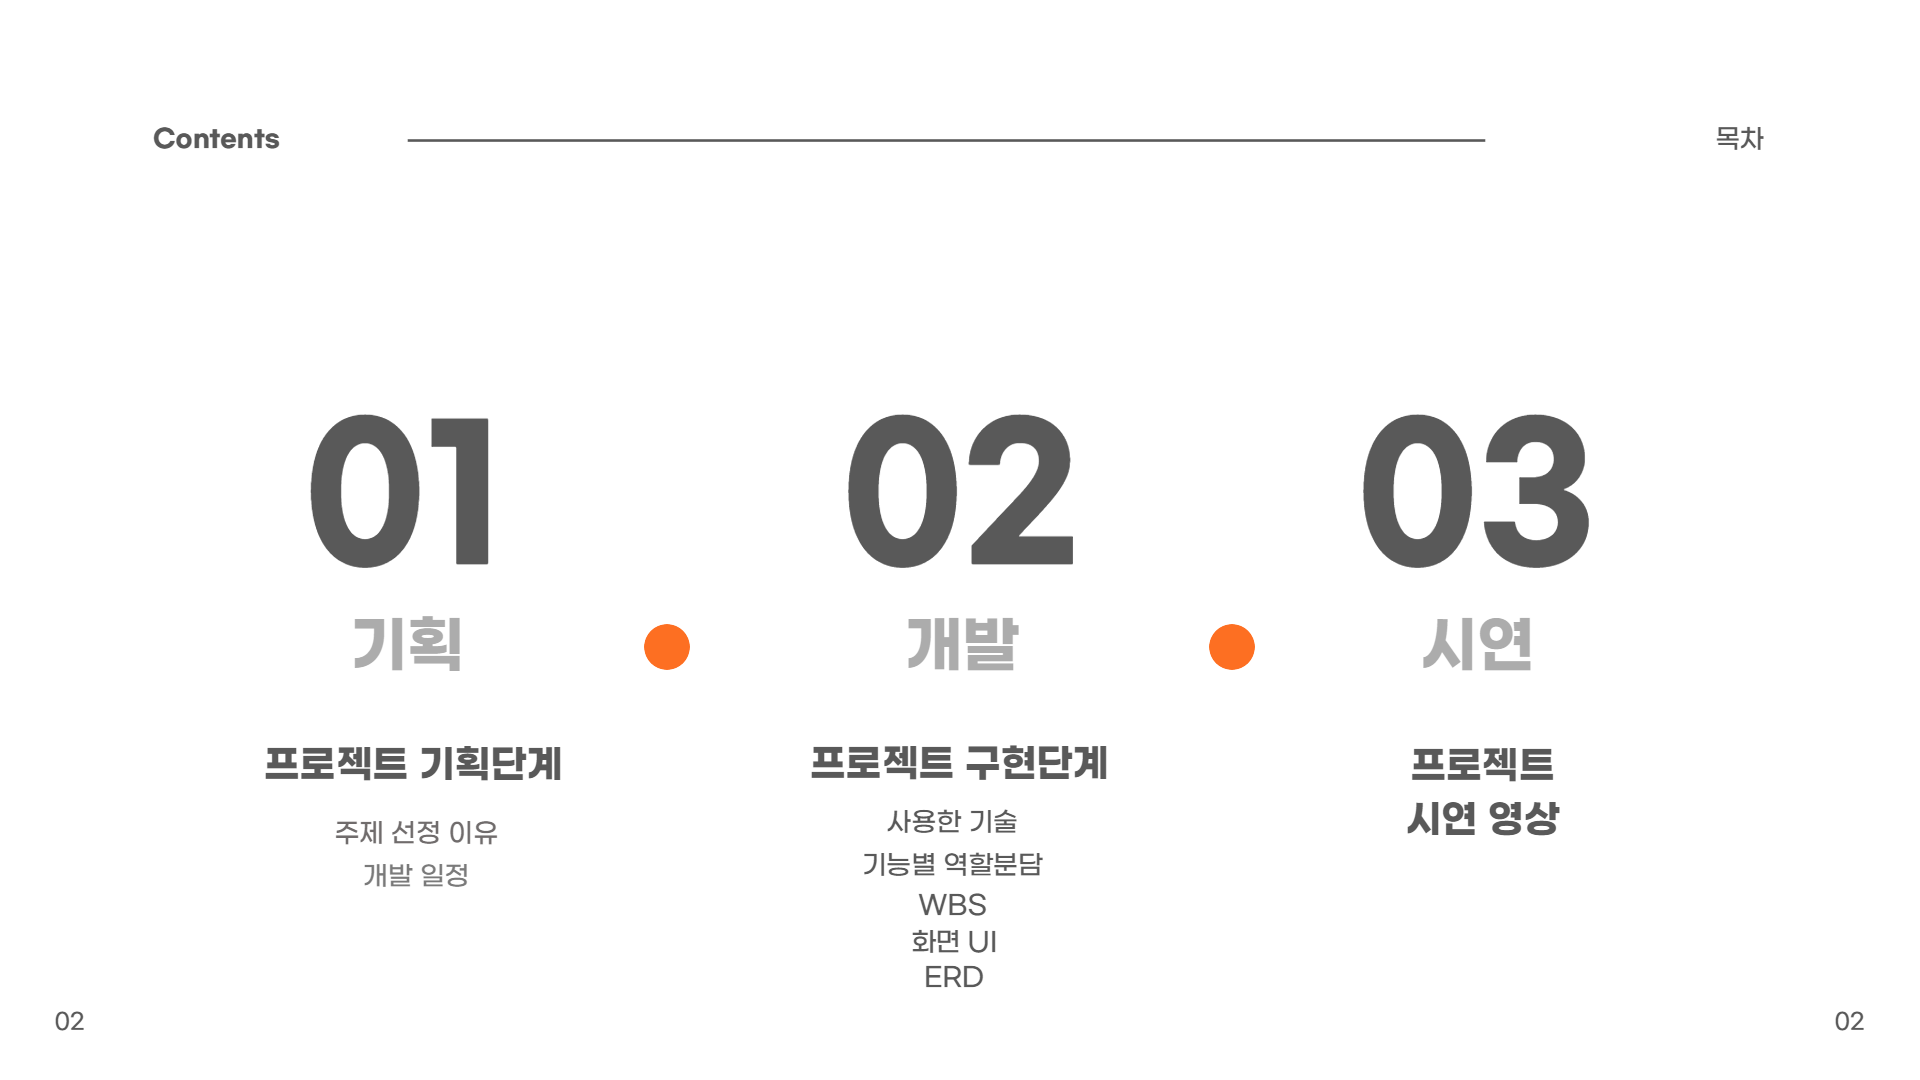 Contents
목차
01
기획
프로젝트 기획단계
주제 선정 이유
개발 일정
02
개발
프로젝트 구현단계
사용한 기술
기능별 역할분담
WBS
화면 UI
ERD
03
시연
프로젝트
시연 영상
02
02